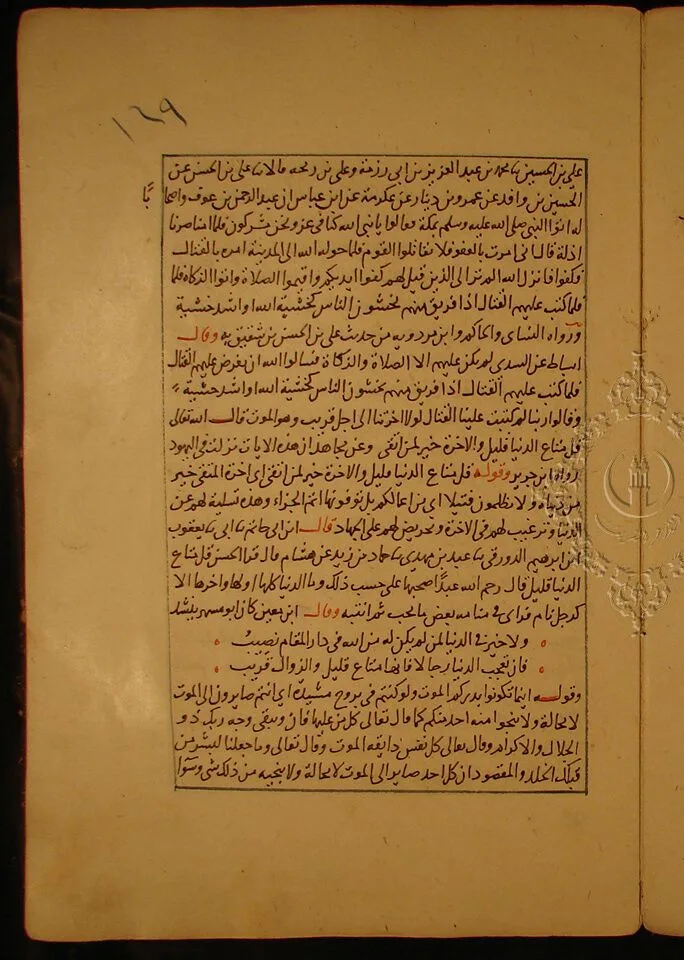 ١٦٩
علي بن الحسين ثنا محمد بن عبد العزيز بن ابي رزمة وعلي بن زنجه قالا ثنا علي بن الحسن عن
الحسين بن واقد عن عمرو بن دينار عن عكرمة عن ابن عباس ان عبد الرحمن بن عوف واصحا
با
له اتوا النبي صلى الله عليه وسلم بمكة فقالوا يا نبي الله كنا في عز ونحن مشركون فلما امنا صرنا
اذلة قال اني امرت بالعفو فلا تقاتلوا القوم فلما حوله الله الى المدينة امره بالقتال
فكفوا فانزل الله الم تر الى الذين قيل لهم كفوا ايديكم واقيموا الصلاة واتوا الزكاة فلما
فلما كتب عليهم القتال اذا فريق منهم يخشون الناس كخشية الله او اشد خشية
ورواه النساي والحاكم وابن مردويه من حديث علي بن الحسن بن شقيق به وقال
اسباط عن السدي لم يكن عليهم الا الصلاة والزكاة فسالوا الله ان يفرض عليهم القتال
فلما كتب عليهم القتال اذا فريق منهم يخشون الناس كخشية الله او اشد خشية
وقالوا ربنا لم كتبت علينا القتال لولا اخرتنا الى اجل قريب وهو الموت قال الله تعالى
قل متاع الدنيا قليل والاخرة خير لمن اتقى وعن مجاهد ان هذه الايات نزلت في اليهود
رواه ابن جرير وقوله قل متاع الدنيا قليل والاخرة خير لمن اتقى اي اخرة المتقي خير
من دنياه ولا تظلمون فتيلا اي من اعمالكم بل توفونها اتم الجزاء وهذه تسلية لهم عن
الدنيا وترغيب لهم في الاخرة وتحريض لهم على الجهاد قال ابن ابي حاتم ثنا ابي ثنا يعقوب
ابن ابرهيم الدورقي ثنا عبد الرحمن بن مهدي ثنا حماد بن زيد عن هشام قال قرا الحسن قل متاع
الدنيا قليل قال رحم الله عبدا صحبها على حسب ذلك وما الدنيا كلها اولها واخرها الا
كرجل نام فراى في منامه بعض ما يحب ثم انتبه وقال ابن معين كان ابو مسهر ينشد
ولا خير في الدنيا لمن لم يكن له من الله في دار المقام نصيب
فان تعجب الدنيا رجالا فانها متاع قليل والزوال قريب
وقوله اينما تكونوا يدرككم الموت ولو كنتم في بروج مشيدة اي انتم صايرون الى الموت
لا محالة ولا ينجوا منه احد منكم كما قال تعالى كل من عليها فان ويبقى وجه ربك ذو
الجلال والاكرام وقال تعالى كل نفس ذايقة الموت وقال تعالى وما جعلنا لبشر من
قبلك الخلد والمقصود ان كل احد صاير الى الموت لا محالة ولا ينجيه من ذلك شي وسوا